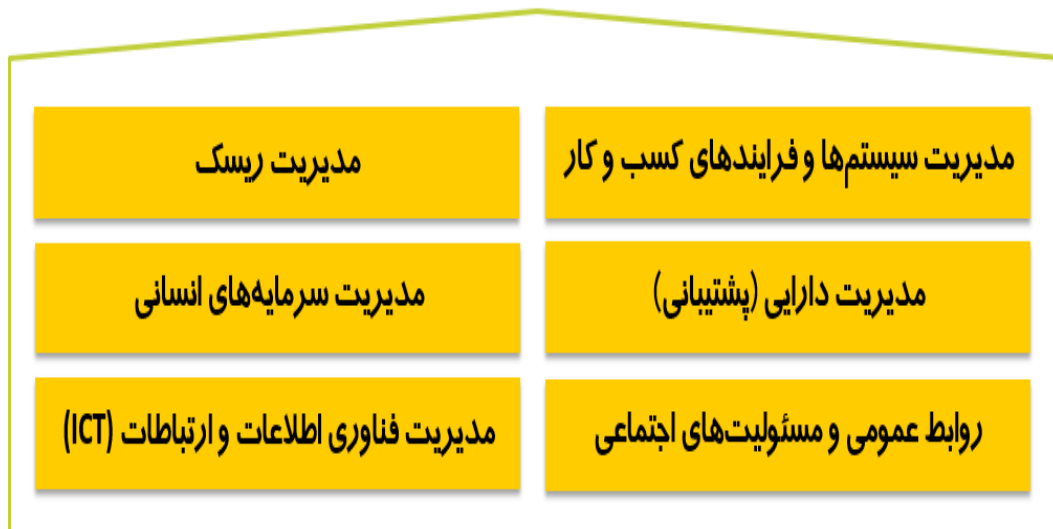 مدیریت سیستم‌ها و فرایندهای کسب و کار
مدیریت ریسک
مدیریت دارایی (پشتیبانی)
مدیریت سرمایه‌های انسانی
روابط عمومی و مسئولیت‌های اجتماعی
مدیریت فناوری اطلاعات و ارتباطات (ICT)